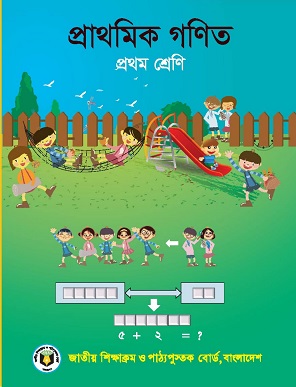 প্রাথমিক গণিত
প্রথম শ্রেণি
৫ + ২ = ?
জাতীয় শিক্ষাক্রম ও পাঠ্যপুস্তক বোর্ড, বাংলাদেশ